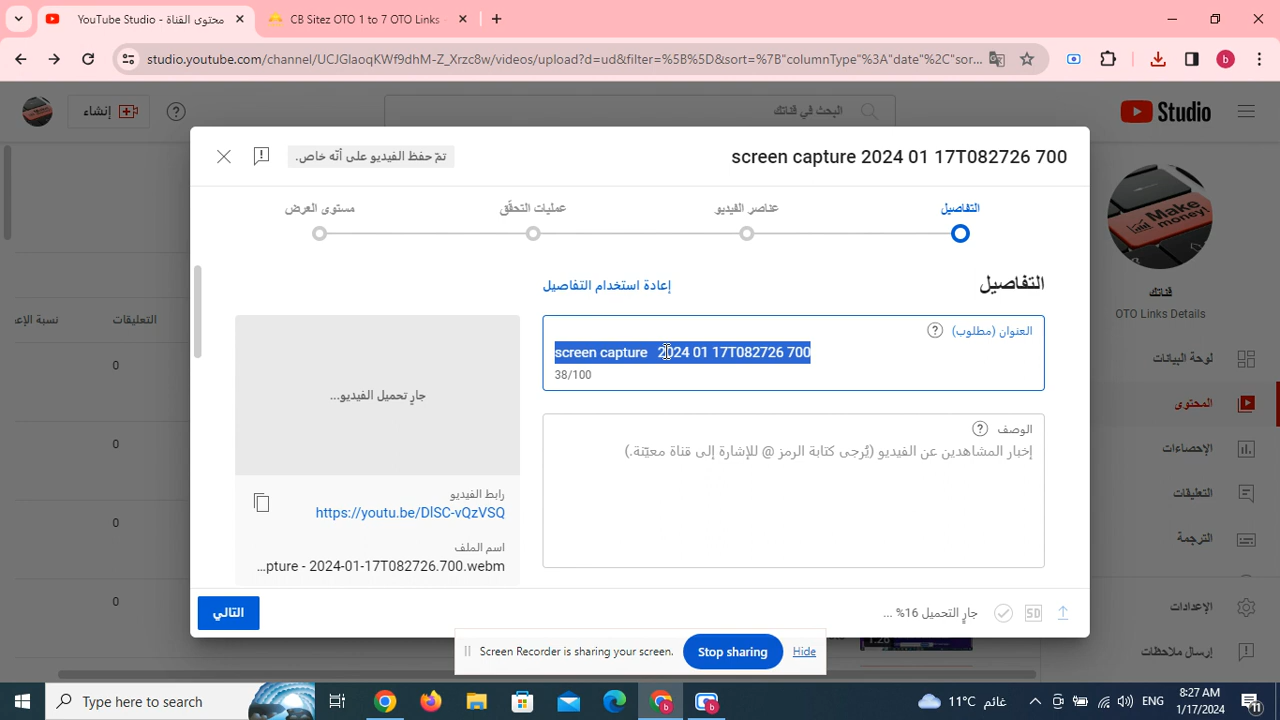 YouTube Studio - محتوى القناة
CB Sitez OTO 1 to 7 OTO Links
studio.youtube.com/channel/UCJGlaoqKWf9dhM-Z_Xrzc8w/videos/upload?d=ud&filter=%5B%5D&sort=%7B"columnType"%3A"date"%2C"sor...
b
إنشاء
البحث في قناتك
Studio
تمّ حفظ الفيديو على أنّه خاص.
screen capture 2024 01 17T082726 700
التفاصيل
عناصر الفيديو
عمليات التحقّق
مستوى العرض
التفاصيل
إعادة استخدام التفاصيل
العنوان (مطلوب)
screen capture 2024 01 17T082726 700
38/100
الوصف
إخبار المشاهدين عن الفيديو (يُرجى كتابة الرمز @ للإشارة إلى قناة معيّنة.)
جارٍ تحميل الفيديو...
رابط الفيديو
https://youtu.be/DlSC-vQzVSQ
اسم الملف
...pture - 2024-01-17T082726.700.webm
التالي
جارٍ التحميل 16% ...
SD
التعليقات
0
0
0
0
Make money!
قناتك
OTO Links Details
لوحة البيانات
المحتوى
الإحصاءات
التعليقات
الترجمة
الإعدادات
إرسال ملاحظات
1:28
Screen Recorder is sharing your screen.
Stop sharing
Hide
Type here to search
11°C غائم
ENG
8:27 AM
1/17/2024
11